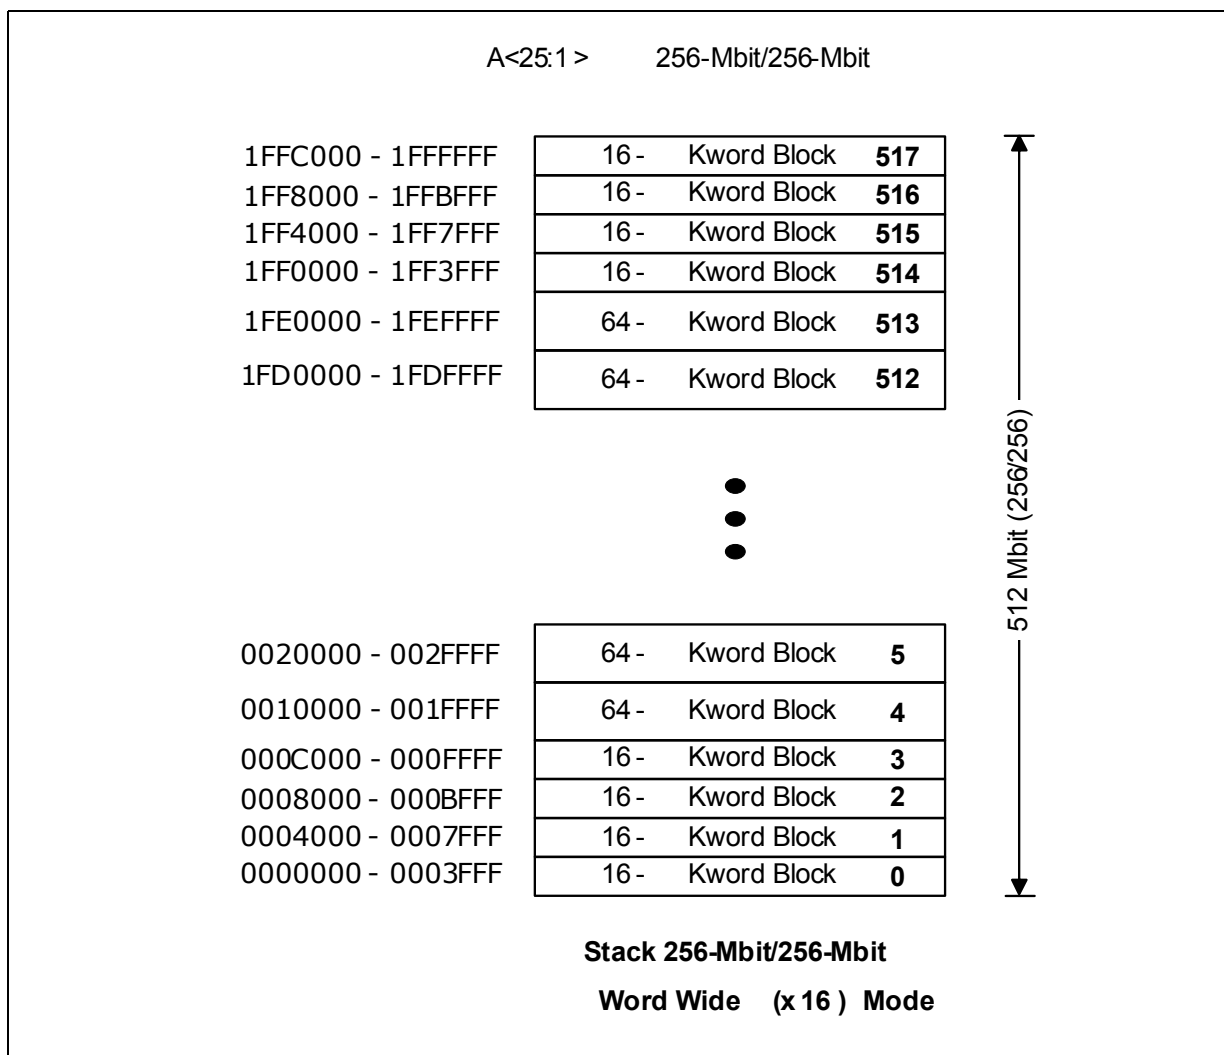 A<25:1> 256-Mbit/256-Mbit
1FFC000 - 1FFFFFF 16- Kword Block 517
1FF8000 - 1FFBFFF 16- Kword Block 516
1FF4000 - 1FF7FFF 16- Kword Block 515
1FF0000 - 1FF3FFF 16- Kword Block 514
1FE0000 - 1FEFFFF 64- Kword Block 513
1FD0000 - 1FDFFFF 64- Kword Block 512
512 Mbit (256/256)
0020000 - 002FFFF 64- Kword Block 5
0010000 - 001FFFF 64- Kword Block 4
000C000 - 000FFFF 16- Kword Block 3
0008000 - 000BFFF 16- Kword Block 2
0004000 - 0007FFF 16- Kword Block 1
0000000 - 0003FFF 16- Kword Block 0
Stack 256-Mbit/256-Mbit
Word Wide (x16) Mode